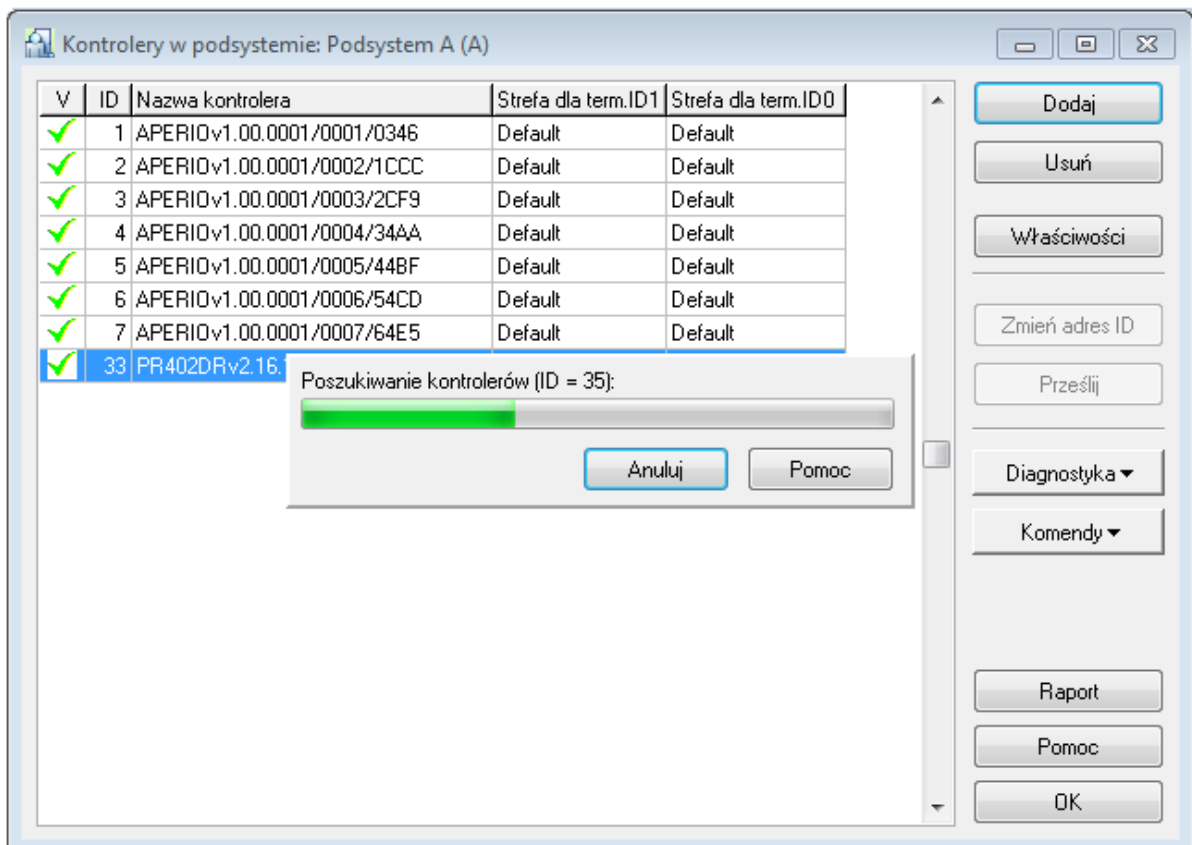 Kontrolery w podsystemie: Podsystem A (A)
V ID Nazwa kontrolera Strefa dla term.ID1 Strefa dla term.ID0
1 APERIOv1.00.0001/0001/0346 Default Default
2 APERIOv1.00.0001/0002/1CCC Default Default
3 APERIOv1.00.0001/0003/2CF9 Default Default
4 APERIOv1.00.0001/0004/34AA Default Default
5 APERIOv1.00.0001/0005/44BF Default Default
6 APERIOv1.00.0001/0006/54CD Default Default
7 APERIOv1.00.0001/0007/64E5 Default Default
33 PR402DRv2.16.
Poszukiwanie kontrolerów (ID = 35):
Anuluj Pomoc
Dodaj
Usuń
Właściwości
Zmień adres ID
Prześlij
Diagnostyka
Komendy
Raport
Pomoc
OK